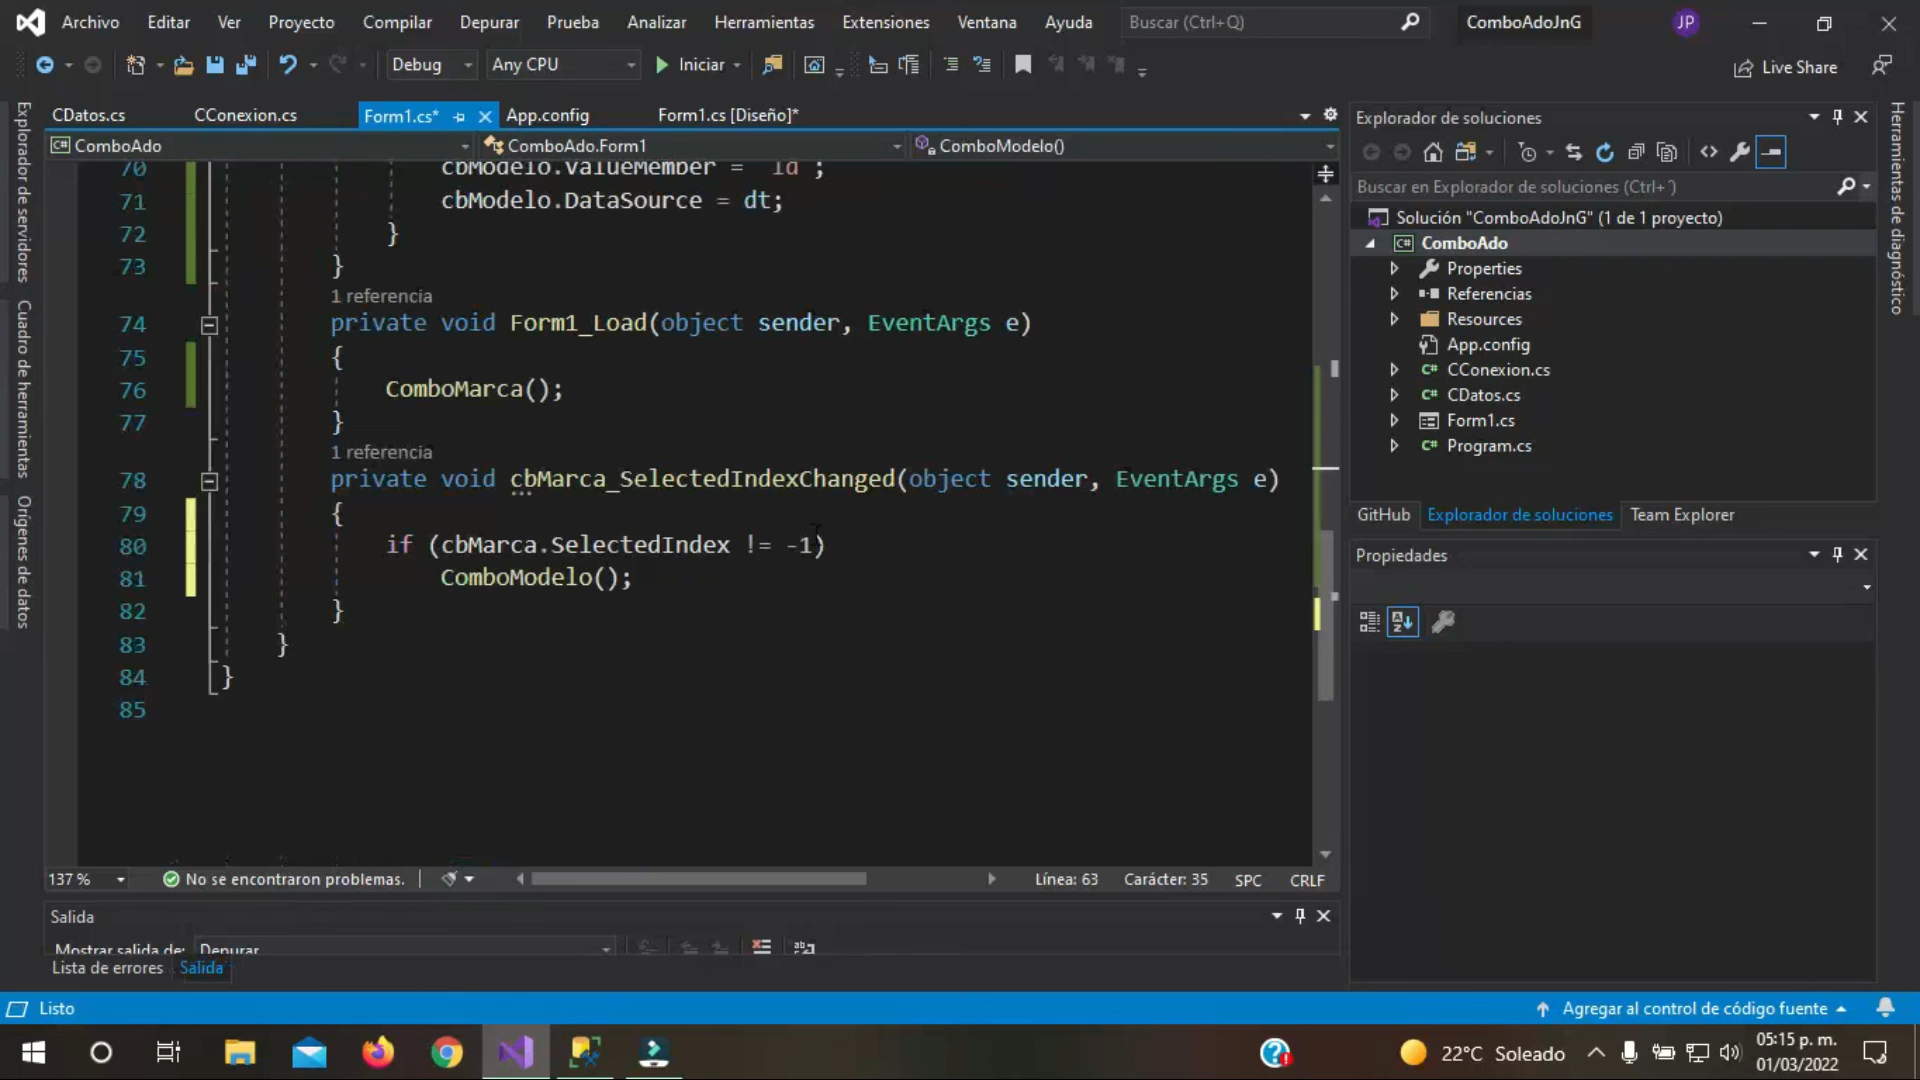 Archivo Editar Ver Proyecto Compilar Depurar Prueba Analizar Herramientas Extensiones Ventana Ayuda Buscar (Ctrl+Q) ComboAdoJnG JP
Debug Any CPU Iniciar Live Share
CDatos.cs CConexion.cs Form1.cs* App.config Form1.cs [Diseño]*
ComboAdo ComboAdo.Form1 ComboModelo()
70 cbModelo.ValueMember = "Id";
71 cbModelo.DataSource = dt;
72 }
73 }
1 referencia
74 private void Form1_Load(object sender, EventArgs e)
75 {
76 ComboMarca();
77 }
1 referencia
78 private void cbMarca_SelectedIndexChanged(object sender, EventArgs e)
79 {
80 if (cbMarca.SelectedIndex != -1)
81 ComboModelo();
82 }
83 }
84 }
85
137 % No se encontraron problemas. Línea: 63 Carácter: 35 SPC CRLF
Salida
Mostrar salida de: Depurar
Lista de errores Salida
Explorador de servidores
Cuadro de herramientas
Orígenes de datos
Explorador de soluciones
Buscar en Explorador de soluciones (Ctrl+´)
Solución "ComboAdoJnG" (1 de 1 proyecto)
ComboAdo
Properties
Referencias
Resources
App.config
CConexion.cs
CDatos.cs
Form1.cs
Program.cs
GitHub Explorador de soluciones Team Explorer
Propiedades
Herramientas de diagnóstico
Listo Agregar al control de código fuente
22°C Soleado
05:15 p. m.
01/03/2022